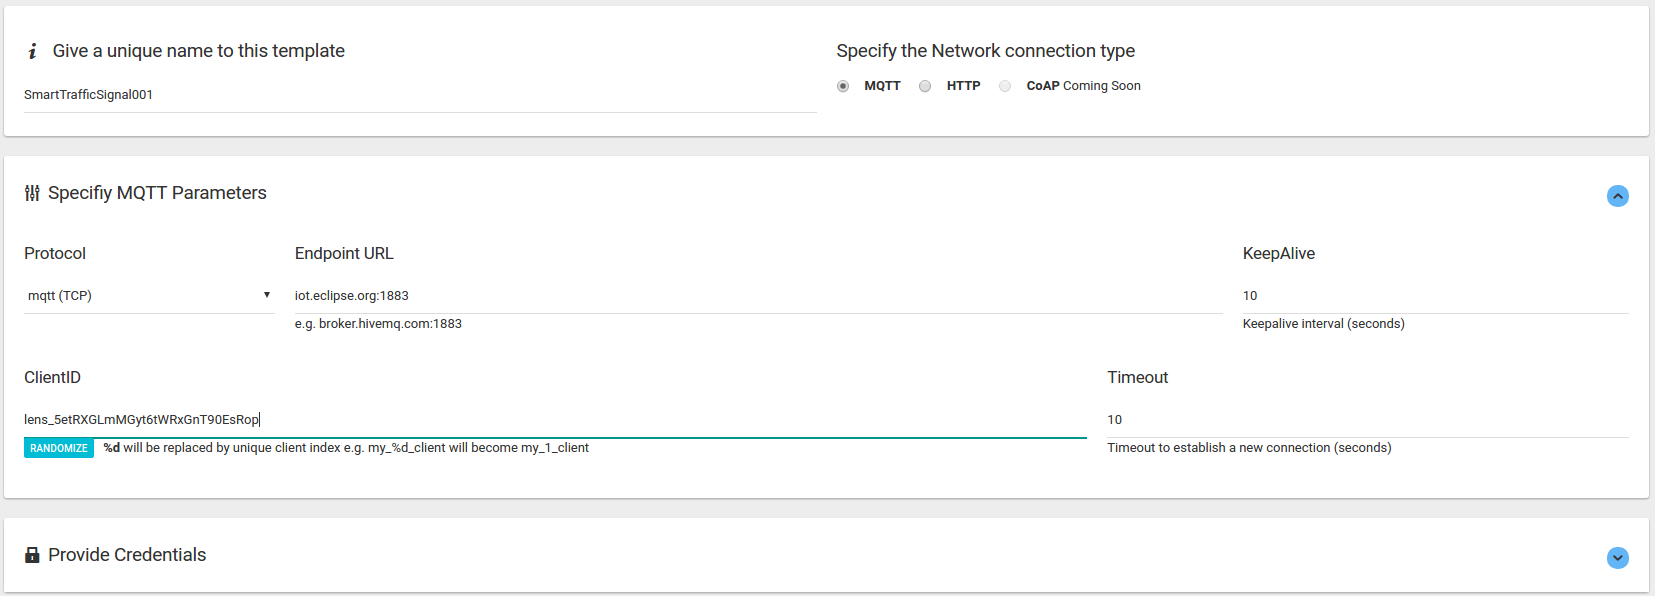 Give a unique name to this template
SmartTrafficSignal001
Specify the Network connection type
MQTT HTTP CoAP Coming Soon
Specifiy MQTT Parameters
Protocol
mqtt (TCP)
Endpoint URL
iot.eclipse.org:1883
e.g. broker.hivemq.com:1883
KeepAlive
10
Keepalive interval (seconds)
ClientID
lens_5etRXGLmMGyt6tWRxGnT90EsRop
RANDOMIZE %d will be replaced by unique client index e.g. my_%d_client will become my_1_client
Timeout
10
Timeout to establish a new connection (seconds)
Provide Credentials